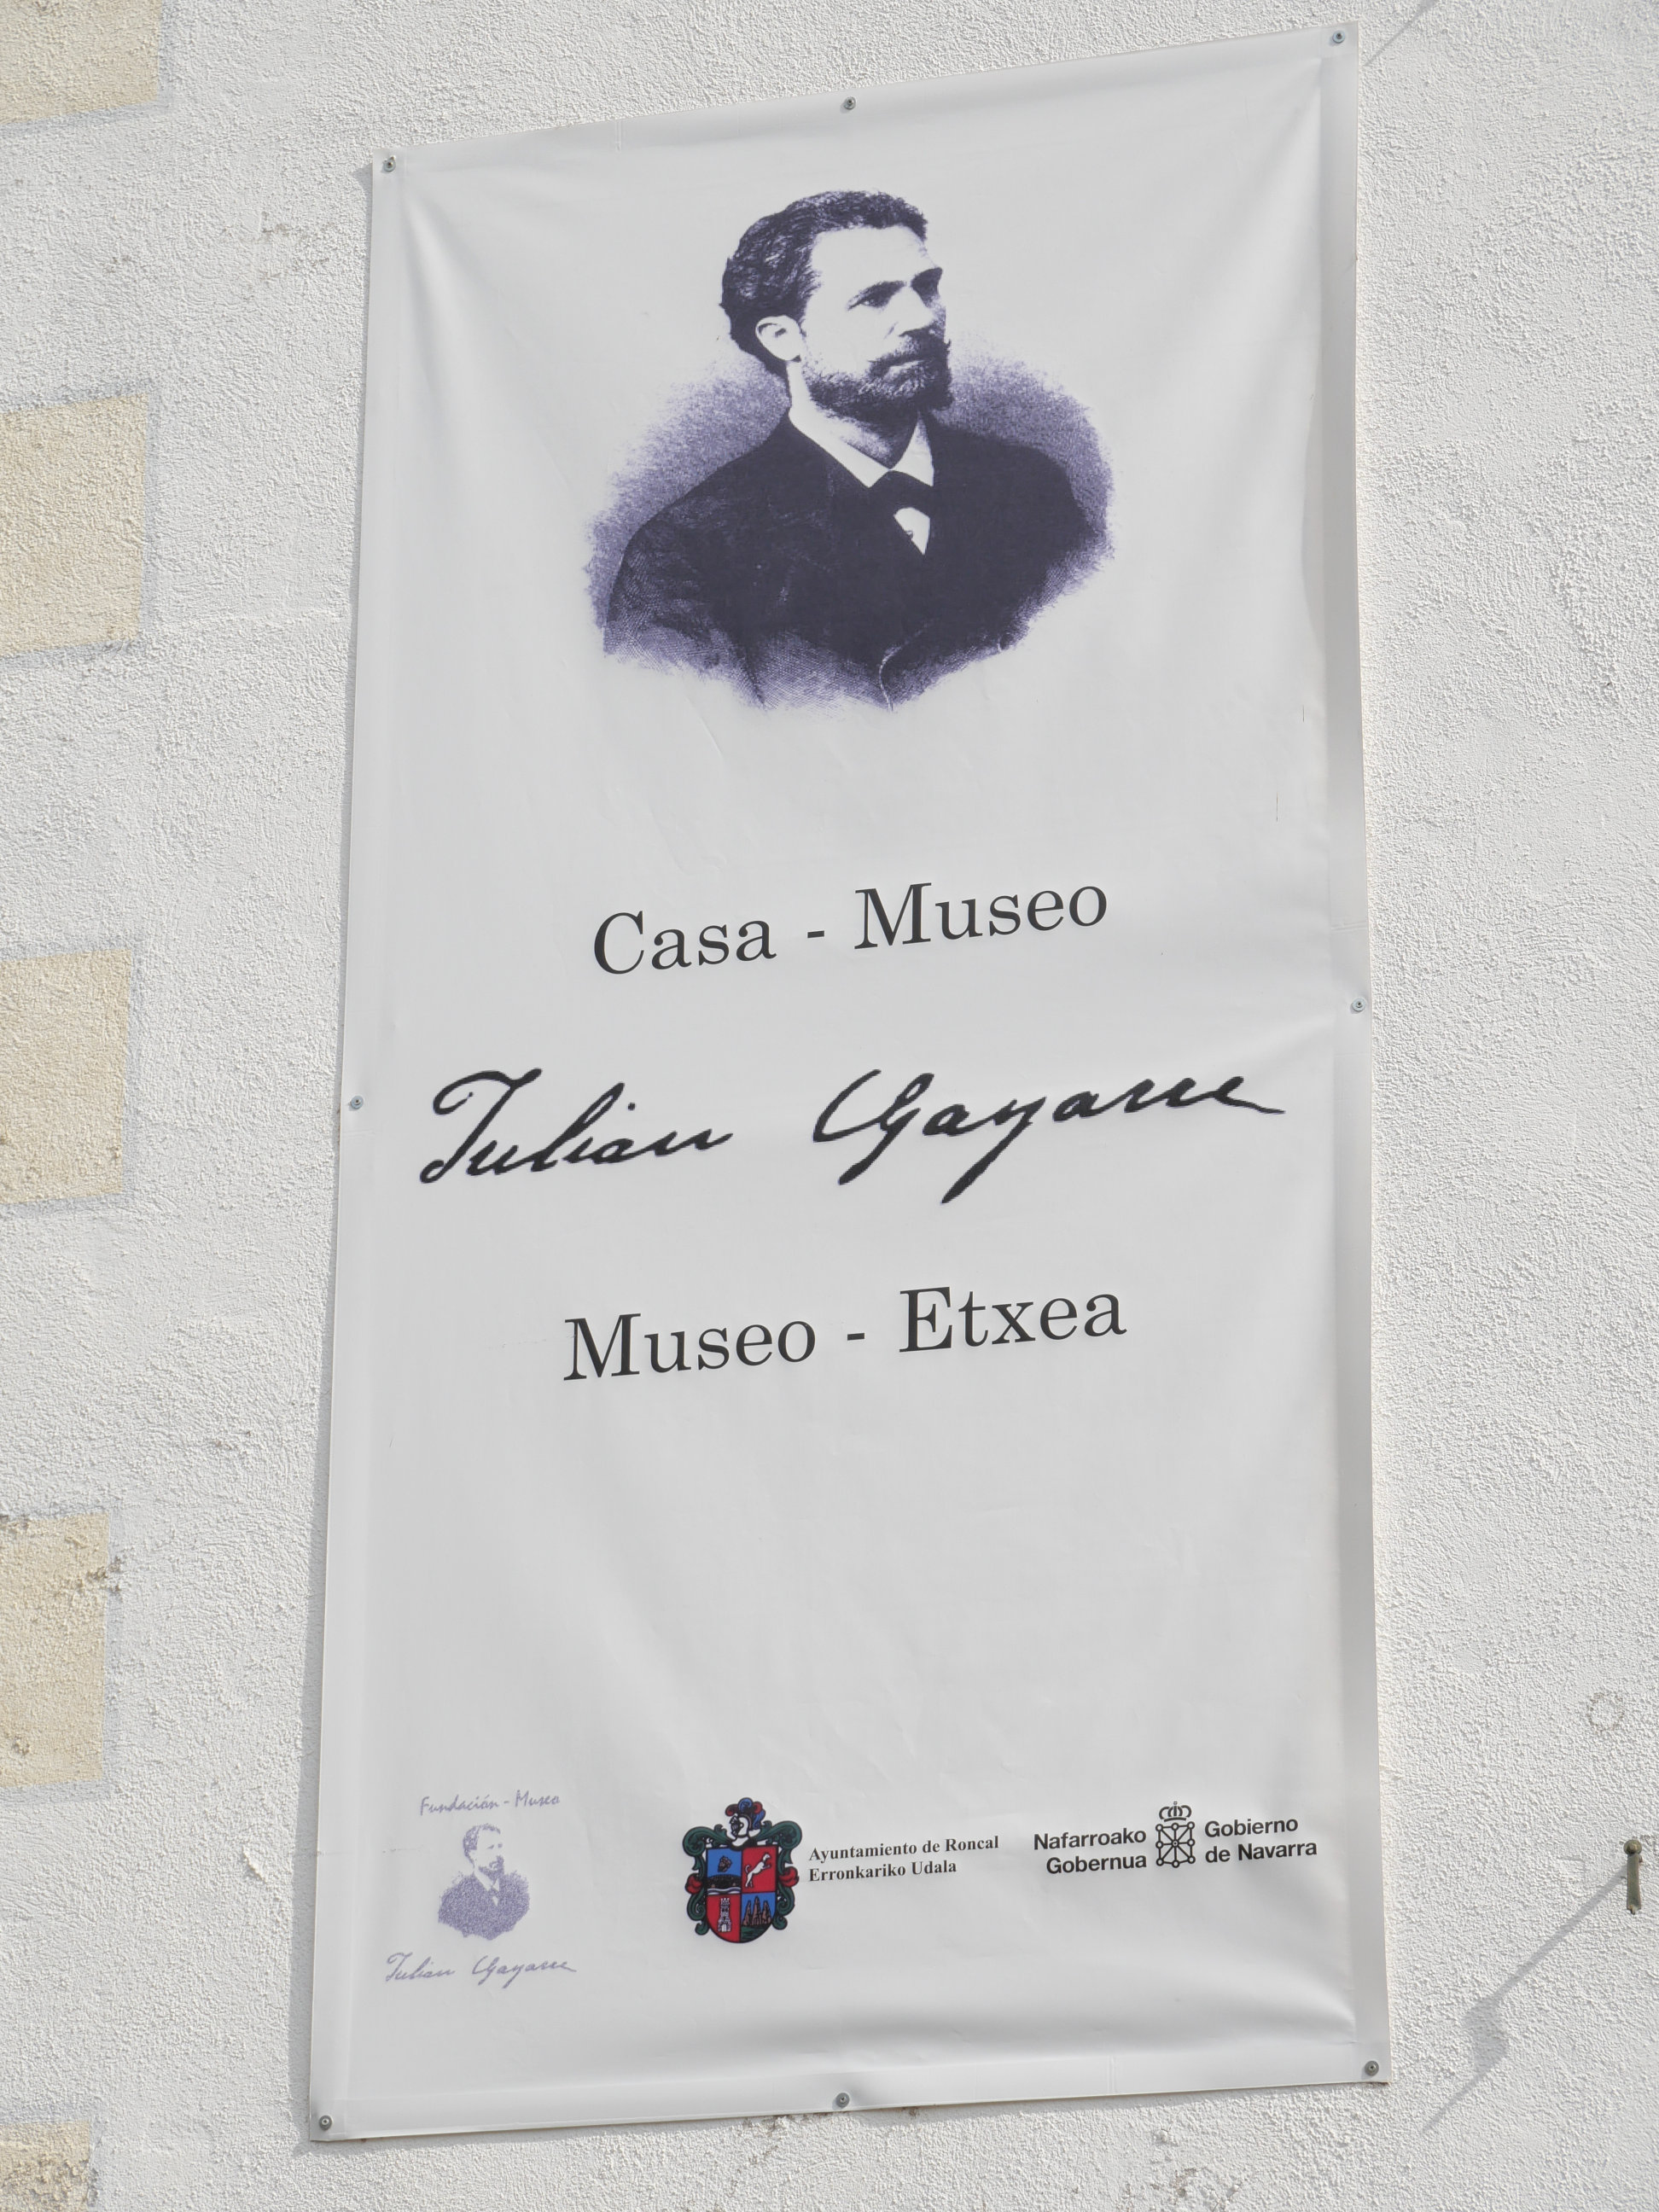 Casa - Museo
Julian Gayarre
Museo - Etxea
Fundación - Museo
Julian Gayarre
Ayuntamiento de Roncal
Erronkariko Udala
Nafarroako
Gobernua
Gobierno
de Navarra